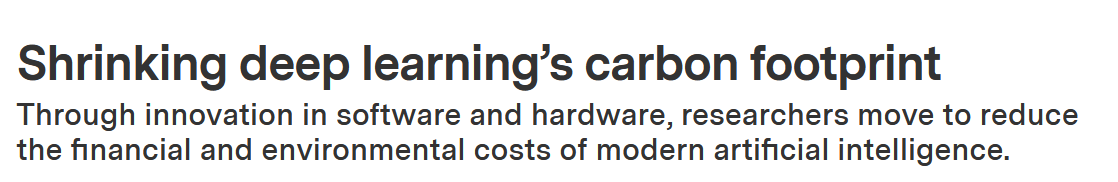 Shrinking deep learning’s carbon footprint
Through innovation in software and hardware, researchers move to reduce
the financial and environmental costs of modern artificial intelligence.